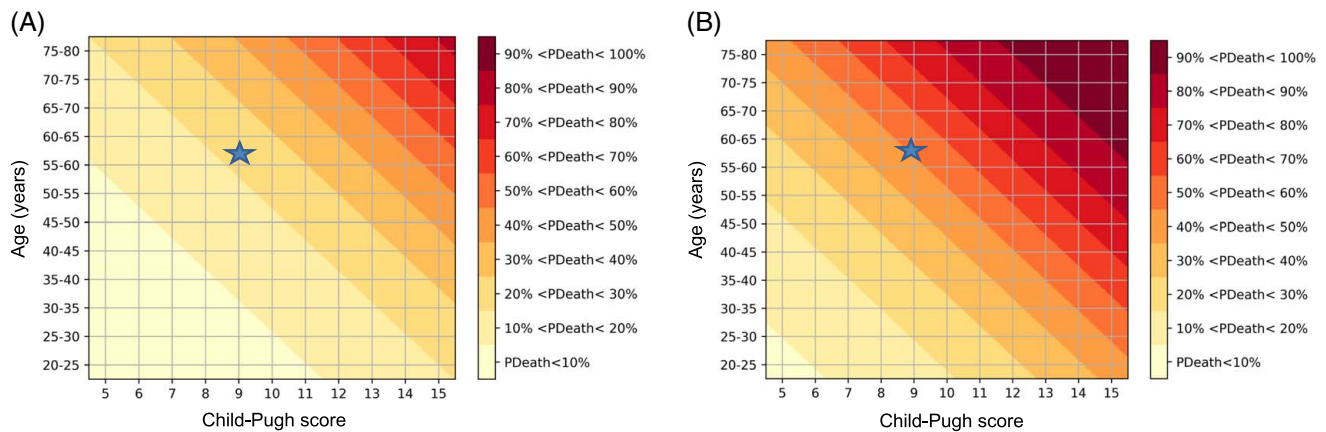 (A)
Age (years)
75-80
70-75
65-70
60-65
55-60
50-55
45-50
40-45
35-40
30-35
25-30
20-25
5 6 7 8 9 10 11 12 13 14 15
Child-Pugh score
90% <PDeath< 100%
80% <PDeath< 90%
70% <PDeath< 80%
60% <PDeath< 70%
50% <PDeath< 60%
40% <PDeath< 50%
30% <PDeath< 40%
20% <PDeath< 30%
10% <PDeath< 20%
PDeath<10%
(B)
Age (years)
75-80
70-75
65-70
60-65
55-60
50-55
45-50
40-45
35-40
30-35
25-30
20-25
5 6 7 8 9 10 11 12 13 14 15
Child-Pugh score
90% <PDeath< 100%
80% <PDeath< 90%
70% <PDeath< 80%
60% <PDeath< 70%
50% <PDeath< 60%
40% <PDeath< 50%
30% <PDeath< 40%
20% <PDeath< 30%
10% <PDeath< 20%
PDeath<10%